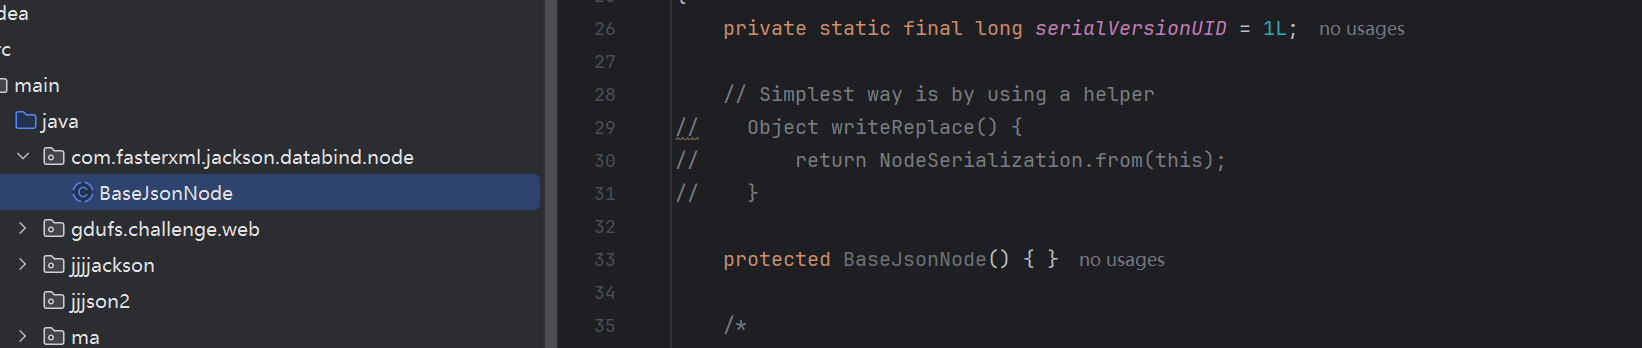 dea
rc
main
java
com.fasterxml.jackson.databind.node
BaseJsonNode
gdufs.challenge.web
jjjjackson
jjjson2
ma
{
26 private static final long serialVersionUID = 1L; no usages
27
28 // Simplest way is by using a helper
29 // Object writeReplace() {
30 // return NodeSerialization.from(this);
31 // }
32
33 protected BaseJsonNode() { } no usages
34
35 /*